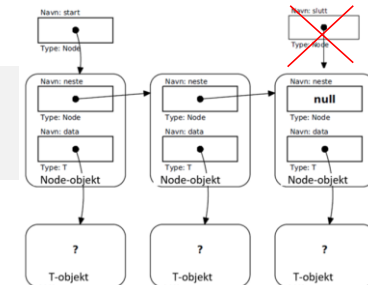 Navn: start
Type: Node
Navn: slutt
Type: Node
Navn: neste
Type: Node
Navn: data
Type: T
Node-objekt
Navn: neste
Type: Node
Navn: data
Type: T
Node-objekt
Navn: neste
null
Type: Node
Navn: data
Type: T
Node-objekt
?
T-objekt
?
T-objekt
?
T-objekt